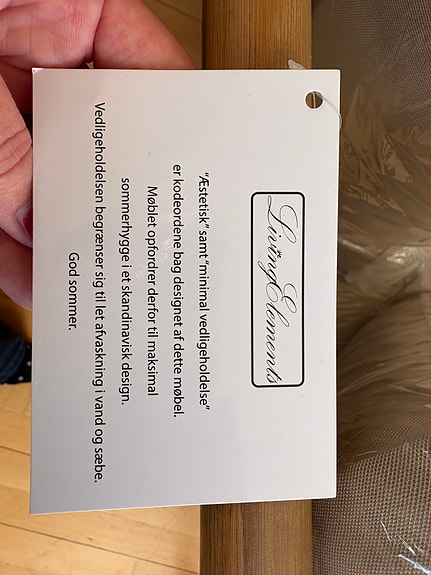 Living Elements
"Æstetisk" samt "minimal vedligeholdelse"
er kodeordene bag designet af dette møbel.
Møblet opfordrer derfor til maksimal
sommerhygge i et skandinavisk design.
Vedligeholdelsen begrænser sig til let afvaskning i vand og sæbe.
God sommer.